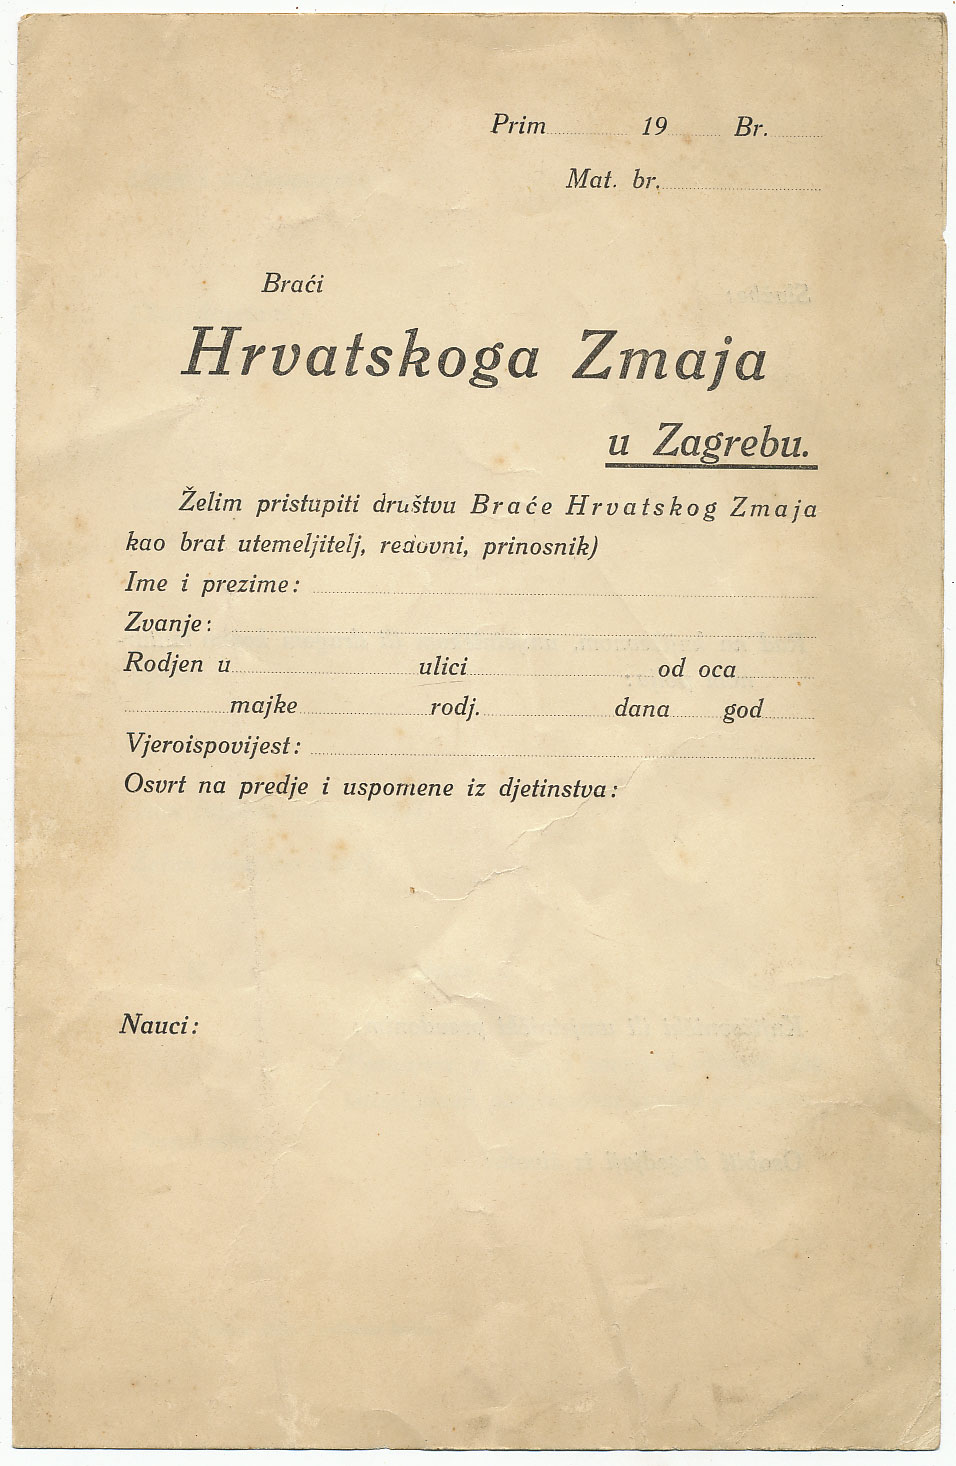 Prim 19 Br.
Mat. br.
Braći
Hrvatskoga Zmaja
u Zagrebu.
Želim pristupiti društvu Braće Hrvatskog Zmaja
kao brat utemeljitelj, redovni, prinosnik)
Ime i prezime:
Zvanje:
Rodjen u ulici od oca
majke rodj. dana god
Vjeroispovijest:
Osvrt na predje i uspomene iz djetinstva:
Nauci: